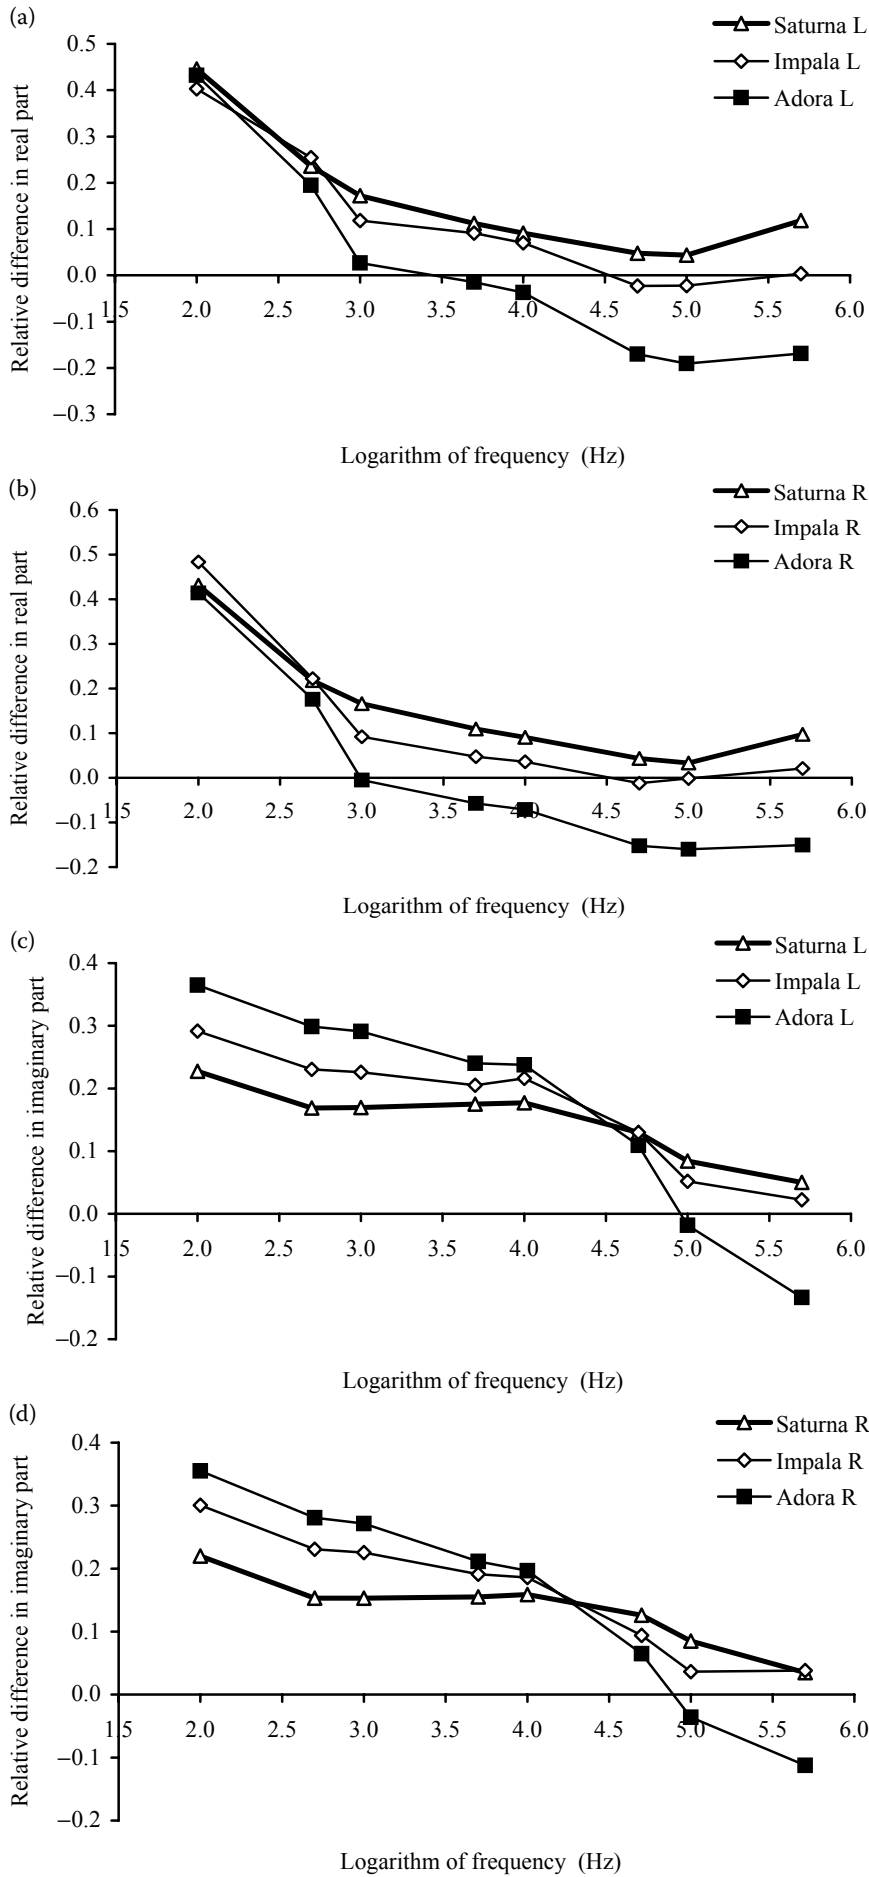 (a)
Saturna L
Impala L
Adora L
Relative difference in real part
0.5
0.4
0.3
0.2
0.1
0.0
−0.1
−0.2
−0.3
1.5 2.0 2.5 3.0 3.5 4.0 4.5 5.0 5.5 6.0
Logarithm of frequency (Hz)
(b)
Saturna R
Impala R
Adora R
Relative difference in real part
0.6
0.5
0.4
0.3
0.2
0.1
0.0
−0.1
−0.2
1.5 2.0 2.5 3.0 3.5 4.0 4.5 5.0 5.5 6.0
Logarithm of frequency (Hz)
(c)
Saturna L
Impala L
Adora L
Relative difference in imaginary part
0.4
0.3
0.2
0.1
0.0
−0.1
−0.2
1.5 2.0 2.5 3.0 3.5 4.0 4.5 5.0 5.5 6.0
Logarithm of frequency (Hz)
(d)
Saturna R
Impala R
Adora R
Relative difference in imaginary part
0.4
0.3
0.2
0.1
0.0
−0.1
−0.2
1.5 2.0 2.5 3.0 3.5 4.0 4.5 5.0 5.5 6.0
Logarithm of frequency (Hz)